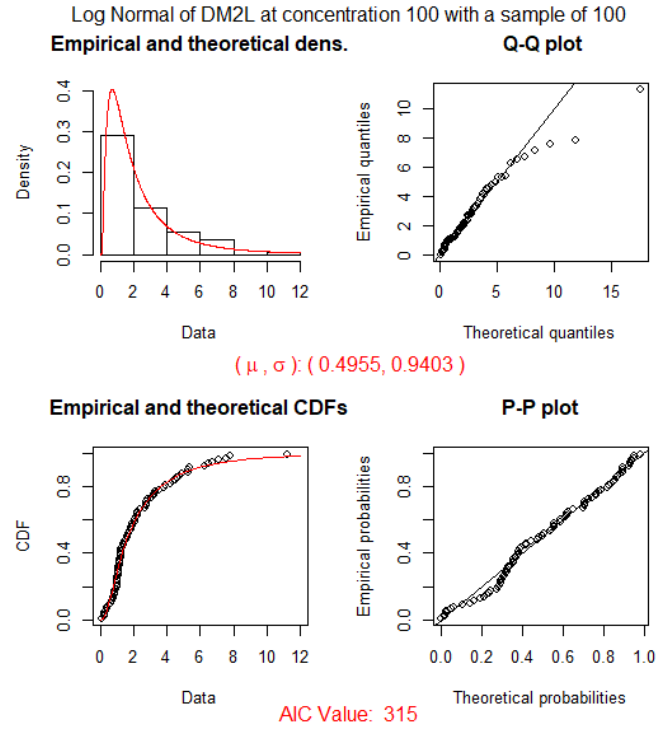 Log Normal of DM2L at concentration 100 with a sample of 100
Empirical and theoretical dens.
Density
0.0 0.1 0.2 0.3 0.4
0 2 4 6 8 10 12
Data
Q-Q plot
Empirical quantiles
0 2 4 6 8 10
0 5 10 15
Theoretical quantiles
( μ , σ ): ( 0.4955, 0.9403 )
Empirical and theoretical CDFs
CDF
0.0 0.4 0.8
0 2 4 6 8 10 12
Data
P-P plot
Empirical probabilities
0.0 0.4 0.8
0.0 0.2 0.4 0.6 0.8 1.0
Theoretical probabilities
AIC Value: 315